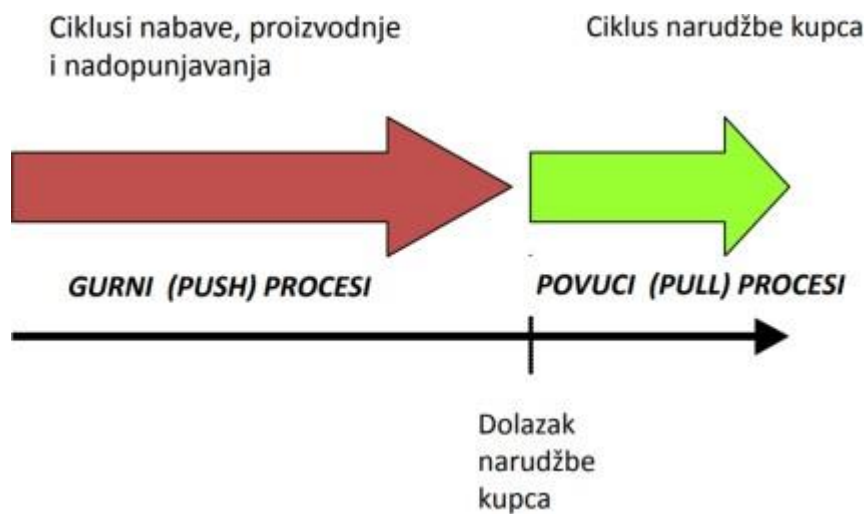 Ciklusi nabave, proizvodnje
i nadopunjavanja
Ciklus narudžbe kupca
GURNI (PUSH) PROCESI
POVUCI (PULL) PROCESI
Dolazak
narudžbe
kupca